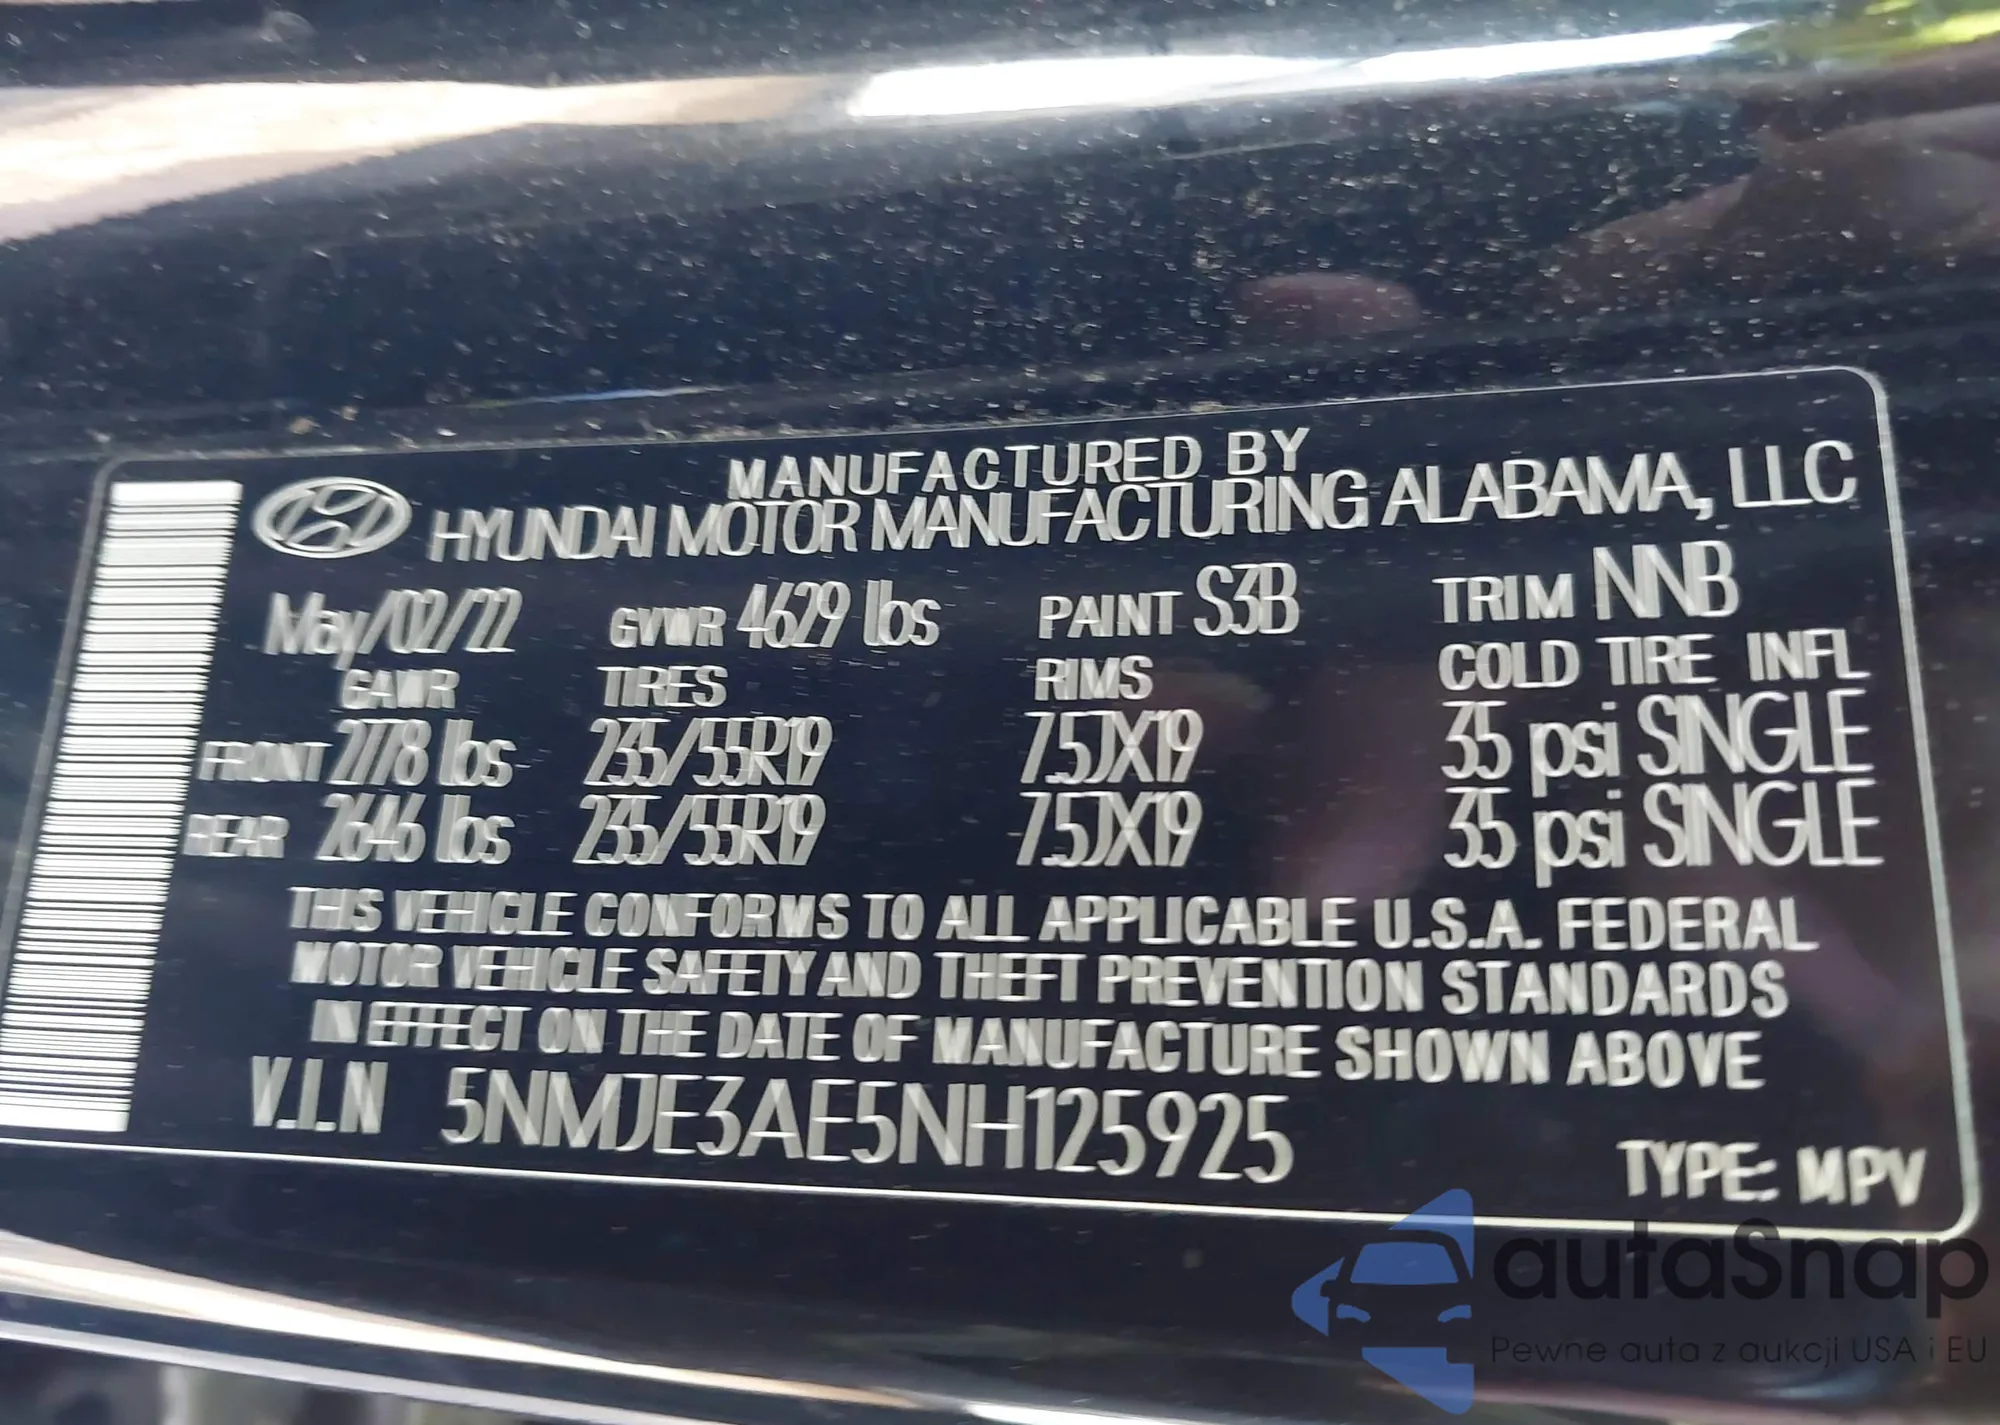 MANUFACTURED BY
HYUNDAI MOTOR MANUFACTURING ALABAMA, LLC
May/02/22 GVWR 4629 lbs PAINT S3B TRIM NNB
GAWR TIRES RIMS COLD TIRE INFL
FRONT 2778 lbs 235/55R19 7.5JX19 35 psi SINGLE
REAR 2646 lbs 235/55R19 7.5JX19 35 psi SINGLE
THIS VEHICLE CONFORMS TO ALL APPLICABLE U.S.A. FEDERAL
MOTOR VEHICLE SAFETY AND THEFT PREVENTION STANDARDS
IN EFFECT ON THE DATE OF MANUFACTURE SHOWN ABOVE
V.I.N 5NMJE3AE5NH125925
TYPE: MPV
autaSnap
Pewne auta z aukcji USA i EU